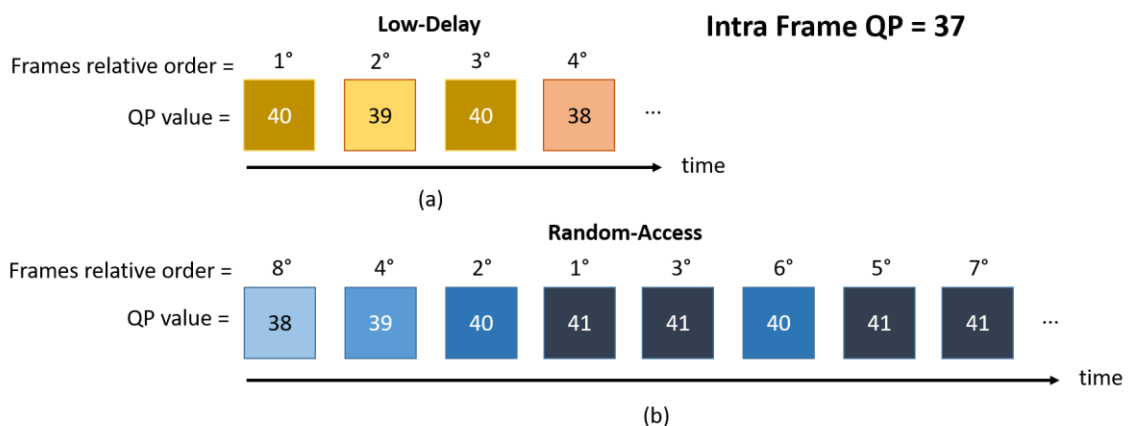 Low-Delay
Intra Frame QP = 37
Frames relative order = 1° 2° 3° 4°
QP value = 40 39 40 38 ...
time
(a)
Random-Access
Frames relative order = 8° 4° 2° 1° 3° 6° 5° 7°
QP value = 38 39 40 41 41 40 41 41 ...
time
(b)